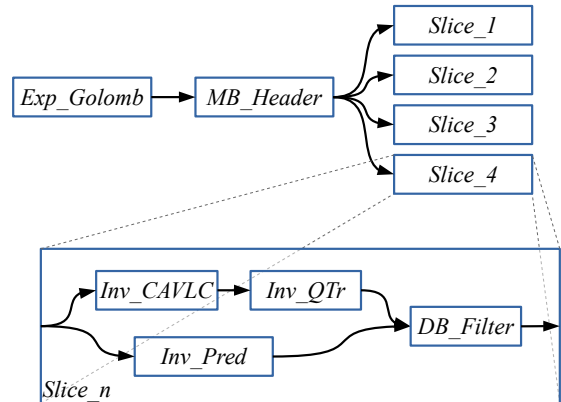 Slice_1
Exp_Golomb
MB_Header
Slice_2
Slice_3
Slice_4
Inv_CAVLC
Inv_QTr
DB_Filter
Inv_Pred
Slice_n